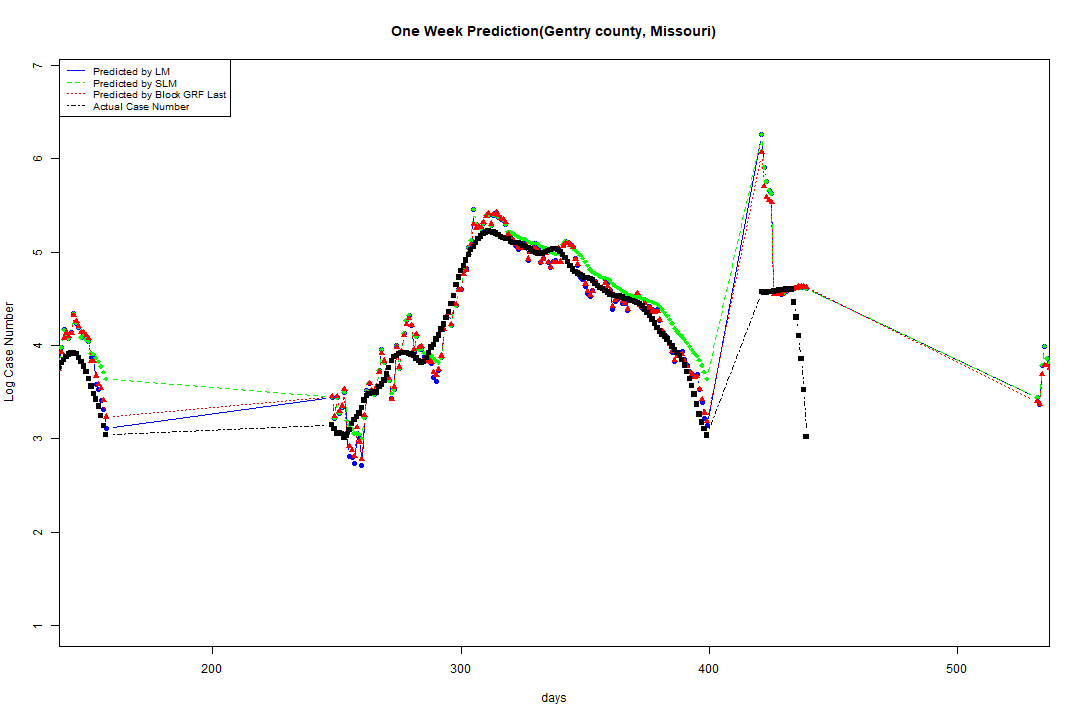 One Week Prediction(Gentry county, Missouri)
Predicted by LM
Predicted by SLM
Predicted by Block GRF Last
Actual Case Number
Log Case Number
7
6
5
4
3
2
1
200
300
400
500
days